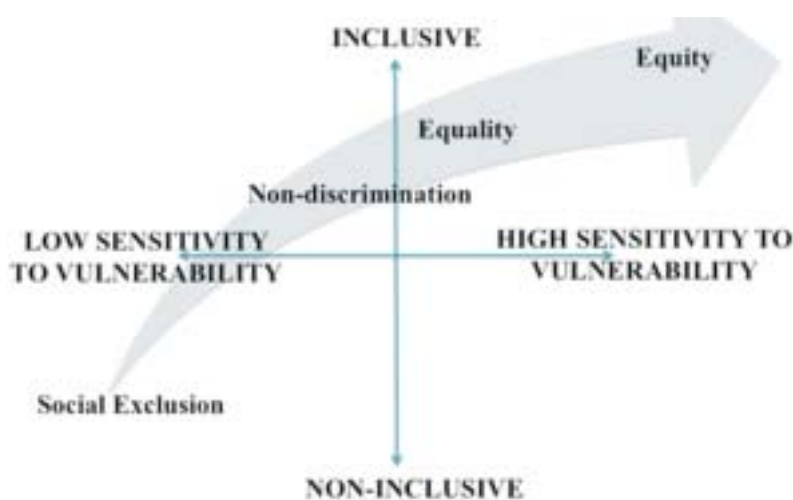 INCLUSIVE
Equity
Equality
Non-discrimination
LOW SENSITIVITY
TO VULNERABILITY
HIGH SENSITIVITY TO
VULNERABILITY
Social Exclusion
NON-INCLUSIVE